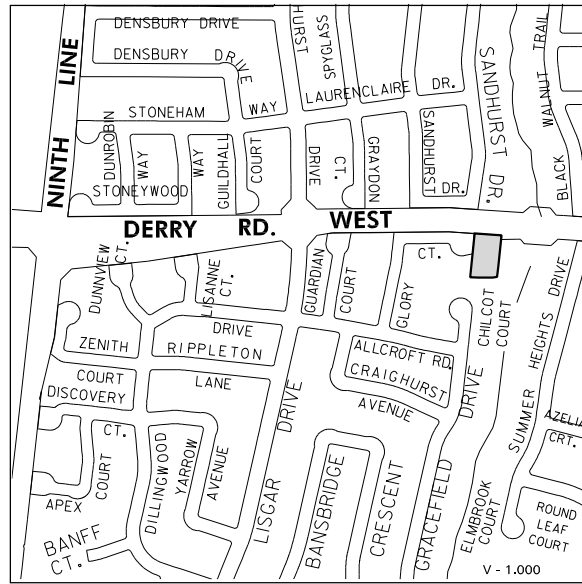 DENSBURY DRIVE
DENSBURY DRIVE
NINTH LINE
HURST
SPYGLASS
SANDHURST DR.
WALNUT TRAIL
BLACK
LAURENCLAIRE DR.
STONEHAM WAY
DUNROBIN
WAY
WAY
GUILDHALL
COURT
DRIVE
CT.
GRAYDON
SANDHURST
DR.
STONEYWOOD
DERRY RD. WEST
DUNNVIEW CT.
LISANNE CT.
GUARDIAN
COURT
CT.
GLORY
CHILCOT COURT
SUMMER HEIGHTS DRIVE
ZENITH
DRIVE
RIPPLETON
ALLCROFT RD.
CRAIGHURST
AVENUE
COURT
DISCOVERY
LANE
LISGAR DRIVE
GRACEFIELD DRIVE
AZELIA
CRT.
CT.
COURT
APEX
DILLINGWOOD
YARROW
AVENUE
BANSBRIDGE
CRESCENT
ELMBROOK COURT
ROUND
LEAF
COURT
BANFF
CT.
V - 1.000